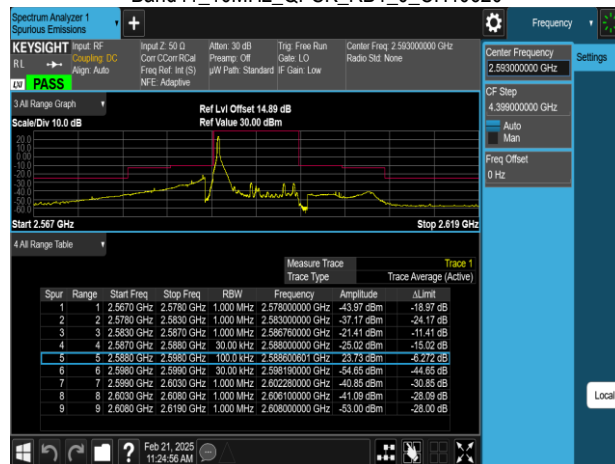 Spectrum Analyzer 1
Spurious Emissions
Frequency
KEYSIGHT Input: RF
RL Coupling: DC
Align: Auto
LXI PASS
Input Z: 50 Ω
Corr CCorr RCal
Freq Ref: Int (S)
NFE: Adaptive
Atten: 30 dB
Preamp: Off
µW Path: Standard
Trig: Free Run
Gate: LO
IF Gain: Low
Center Freq: 2.593000000 GHz
Radio Std: None
Center Frequency
2.593000000 GHz
Settings
CF Step
4.399000000 GHz
Auto
Man
Freq Offset
0 Hz
3 All Range Graph
Scale/Div 10.0 dB
Ref Lvl Offset 14.89 dB
Ref Value 30.00 dBm
20.0
10.0
0.00
-10.0
-20.0
-30.0
-40.0
-50.0
-60.0
Start 2.567 GHz
Stop 2.619 GHz
4 All Range Table
Measure Trace Trace 1
Trace Type Trace Average (Active)
Spur Range Start Freq Stop Freq RBW Frequency Amplitude ΔLimit
1 1 2.5670 GHz 2.5780 GHz 1.000 MHz 2.578000000 GHz -43.97 dBm -18.97 dB
2 2 2.5780 GHz 2.5830 GHz 1.000 MHz 2.583000000 GHz -37.17 dBm -24.17 dB
3 3 2.5830 GHz 2.5870 GHz 1.000 MHz 2.586760000 GHz -21.41 dBm -11.41 dB
4 4 2.5870 GHz 2.5880 GHz 30.00 kHz 2.588000000 GHz -25.02 dBm -15.02 dB
5 5 2.5880 GHz 2.5980 GHz 100.0 kHz 2.588600601 GHz 23.73 dBm -6.272 dB
6 6 2.5980 GHz 2.5990 GHz 30.00 kHz 2.598190000 GHz -54.65 dBm -44.65 dB
7 7 2.5990 GHz 2.6030 GHz 1.000 MHz 2.602280000 GHz -40.85 dBm -30.85 dB
8 8 2.6030 GHz 2.6080 GHz 1.000 MHz 2.606100000 GHz -41.09 dBm -28.09 dB
9 9 2.6080 GHz 2.6190 GHz 1.000 MHz 2.608000000 GHz -53.00 dBm -28.00 dB
Local
Feb 21, 2025
11:24:56 AM